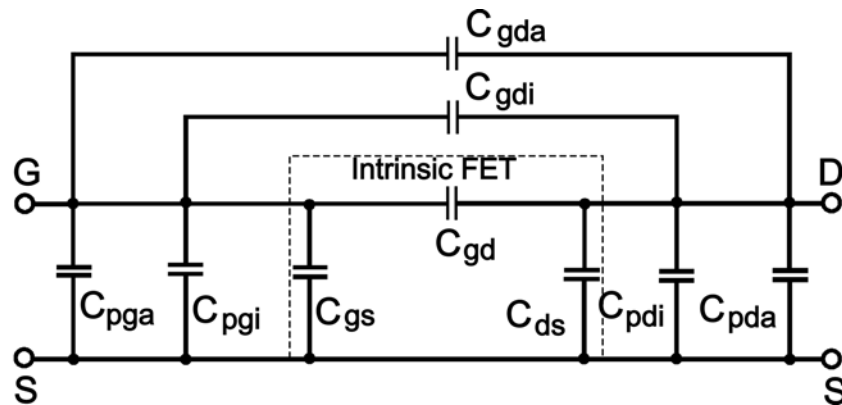 Cgda
Cgdi
Intrinsic FET
G
D
Cgd
Cpga
Cpgi
Cgs
Cds
Cpdi
Cpda
S
S